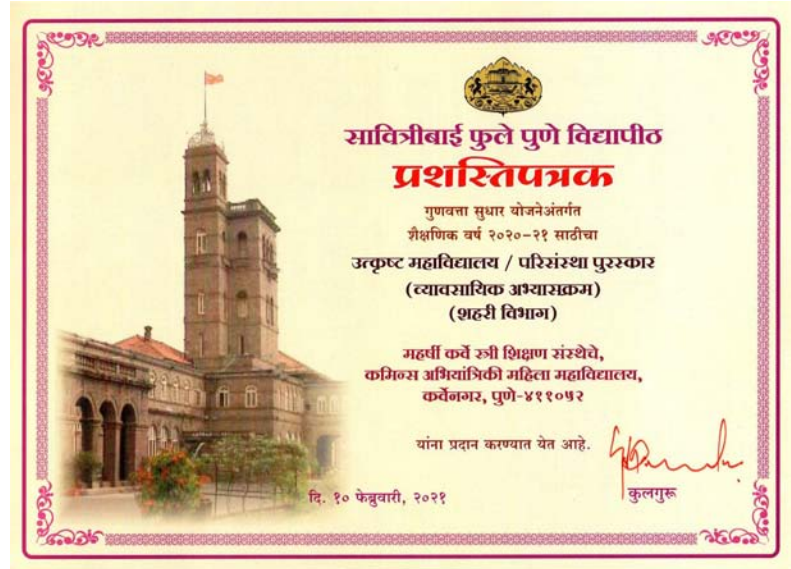 सावित्रीबाई फुले पुणे विद्यापीठ
प्रशस्तिपत्रक
गुणवत्ता सुधार योजनेअंतर्गत
शैक्षणिक वर्ष २०२०-२१ साठीचा
उत्कृष्ट महाविद्यालय / परिसंस्था पुरस्कार
(व्यावसायिक अभ्यासक्रम)
(शहरी विभाग)
महर्षी कर्वे स्त्री शिक्षण संस्थेचे,
कमिन्स अभियांत्रिकी महिला महाविद्यालय,
कर्वेनगर, पुणे-४११०५२
यांना प्रदान करण्यात येत आहे.
दि. १० फेब्रुवारी, २०२१
कुलगुरू